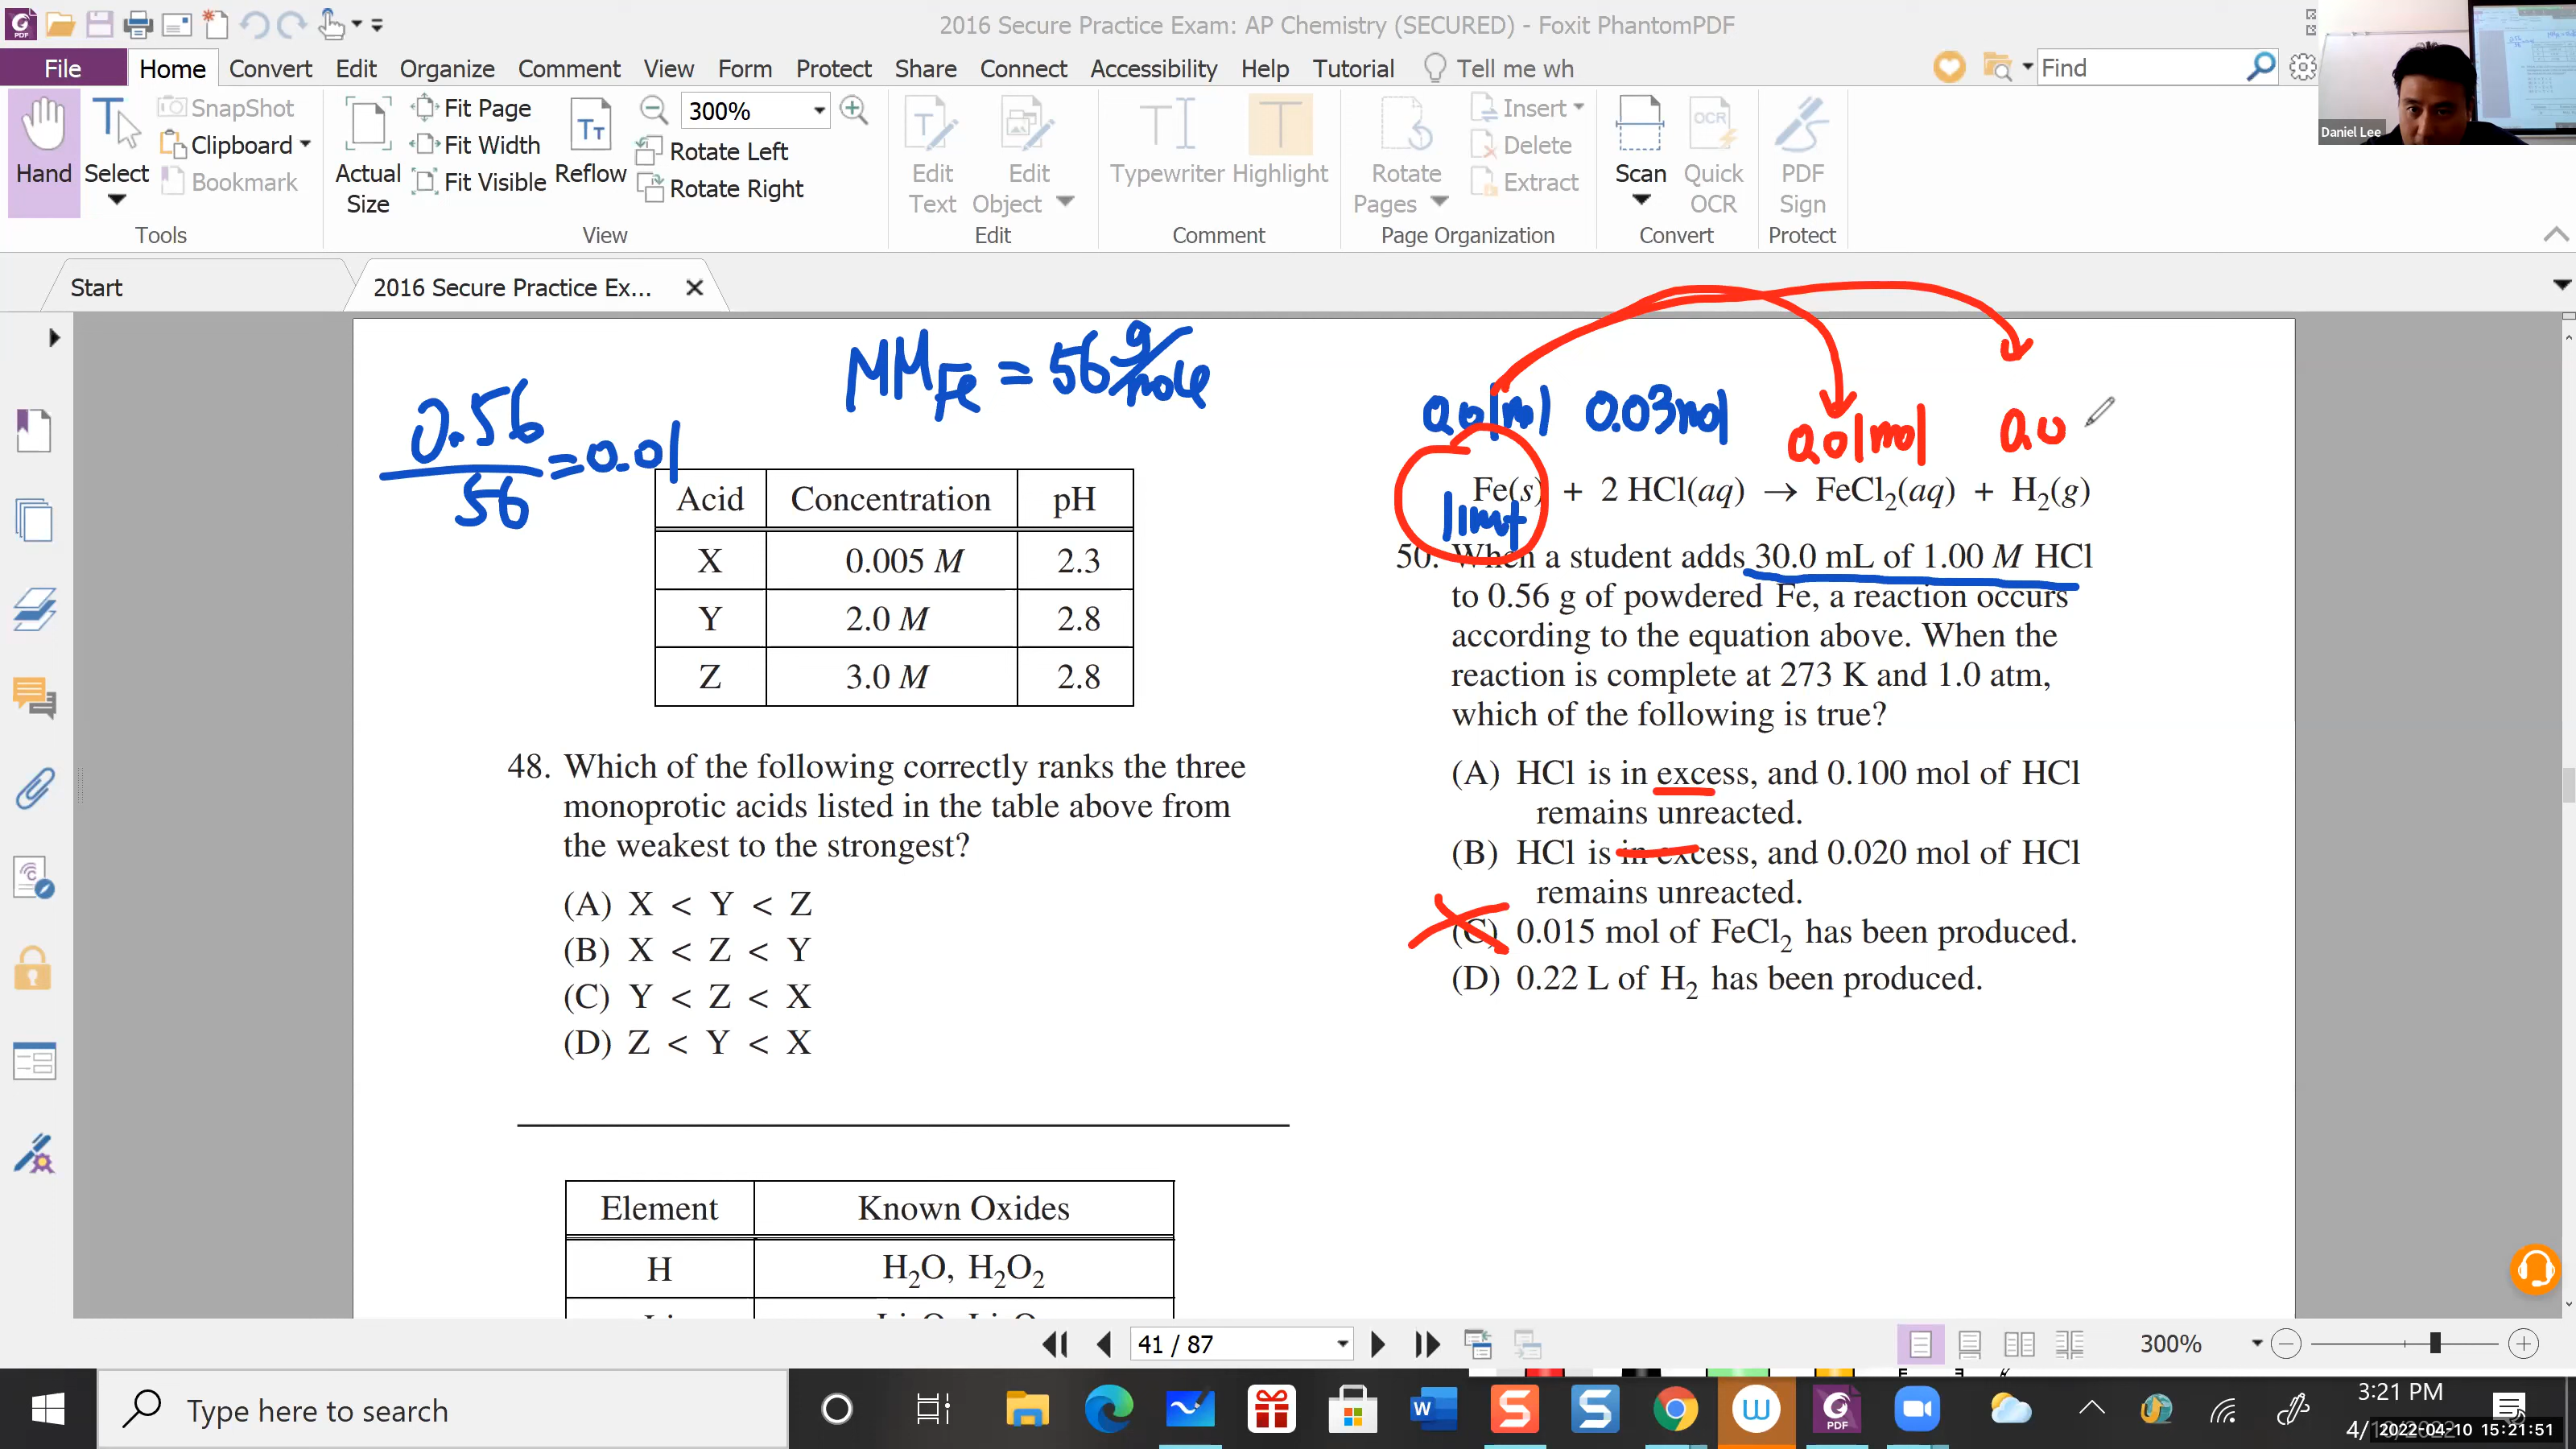 2016 Secure Practice Exam: AP Chemistry (SECURED) - Foxit PhantomPDF
File Home Convert Edit Organize Comment View Form Protect Share Connect Accessibility Help Tutorial Tell me wh Find
Daniel Lee
Hand Select SnapShot Clipboard Bookmark
Tools
Actual Size Fit Page Fit Width Fit Visible Reflow 300% Rotate Left Rotate Right
View
Edit Text Edit Object
Edit
Typewriter Highlight
Comment
Rotate Pages Insert Delete Extract
Page Organization
Scan Quick OCR
Convert
PDF Sign
Protect
Start
2016 Secure Practice Ex...
MM Fe = 56 g/mole
0.56
56
=0.01
Acid Concentration pH
X 0.005 M 2.3
Y 2.0 M 2.8
Z 3.0 M 2.8
48. Which of the following correctly ranks the three
monoprotic acids listed in the table above from
the weakest to the strongest?
(A) X < Y < Z
(B) X < Z < Y
(C) Y < Z < X
(D) Z < Y < X
Element Known Oxides
H H₂O, H₂O₂
0.01mol 0.03mol 0.01mol 0.0
Fe(s) + 2 HCl(aq) → FeCl₂(aq) + H₂(g)
limit
50. When a student adds 30.0 mL of 1.00 M HCl
to 0.56 g of powdered Fe, a reaction occurs
according to the equation above. When the
reaction is complete at 273 K and 1.0 atm,
which of the following is true?
(A) HCl is in excess, and 0.100 mol of HCl
remains unreacted.
(B) HCl is in excess, and 0.020 mol of HCl
remains unreacted.
(C) 0.015 mol of FeCl₂ has been produced.
(D) 0.22 L of H₂ has been produced.
41 / 87
300%
Type here to search
3:21 PM
2022-04-10 15:21:51